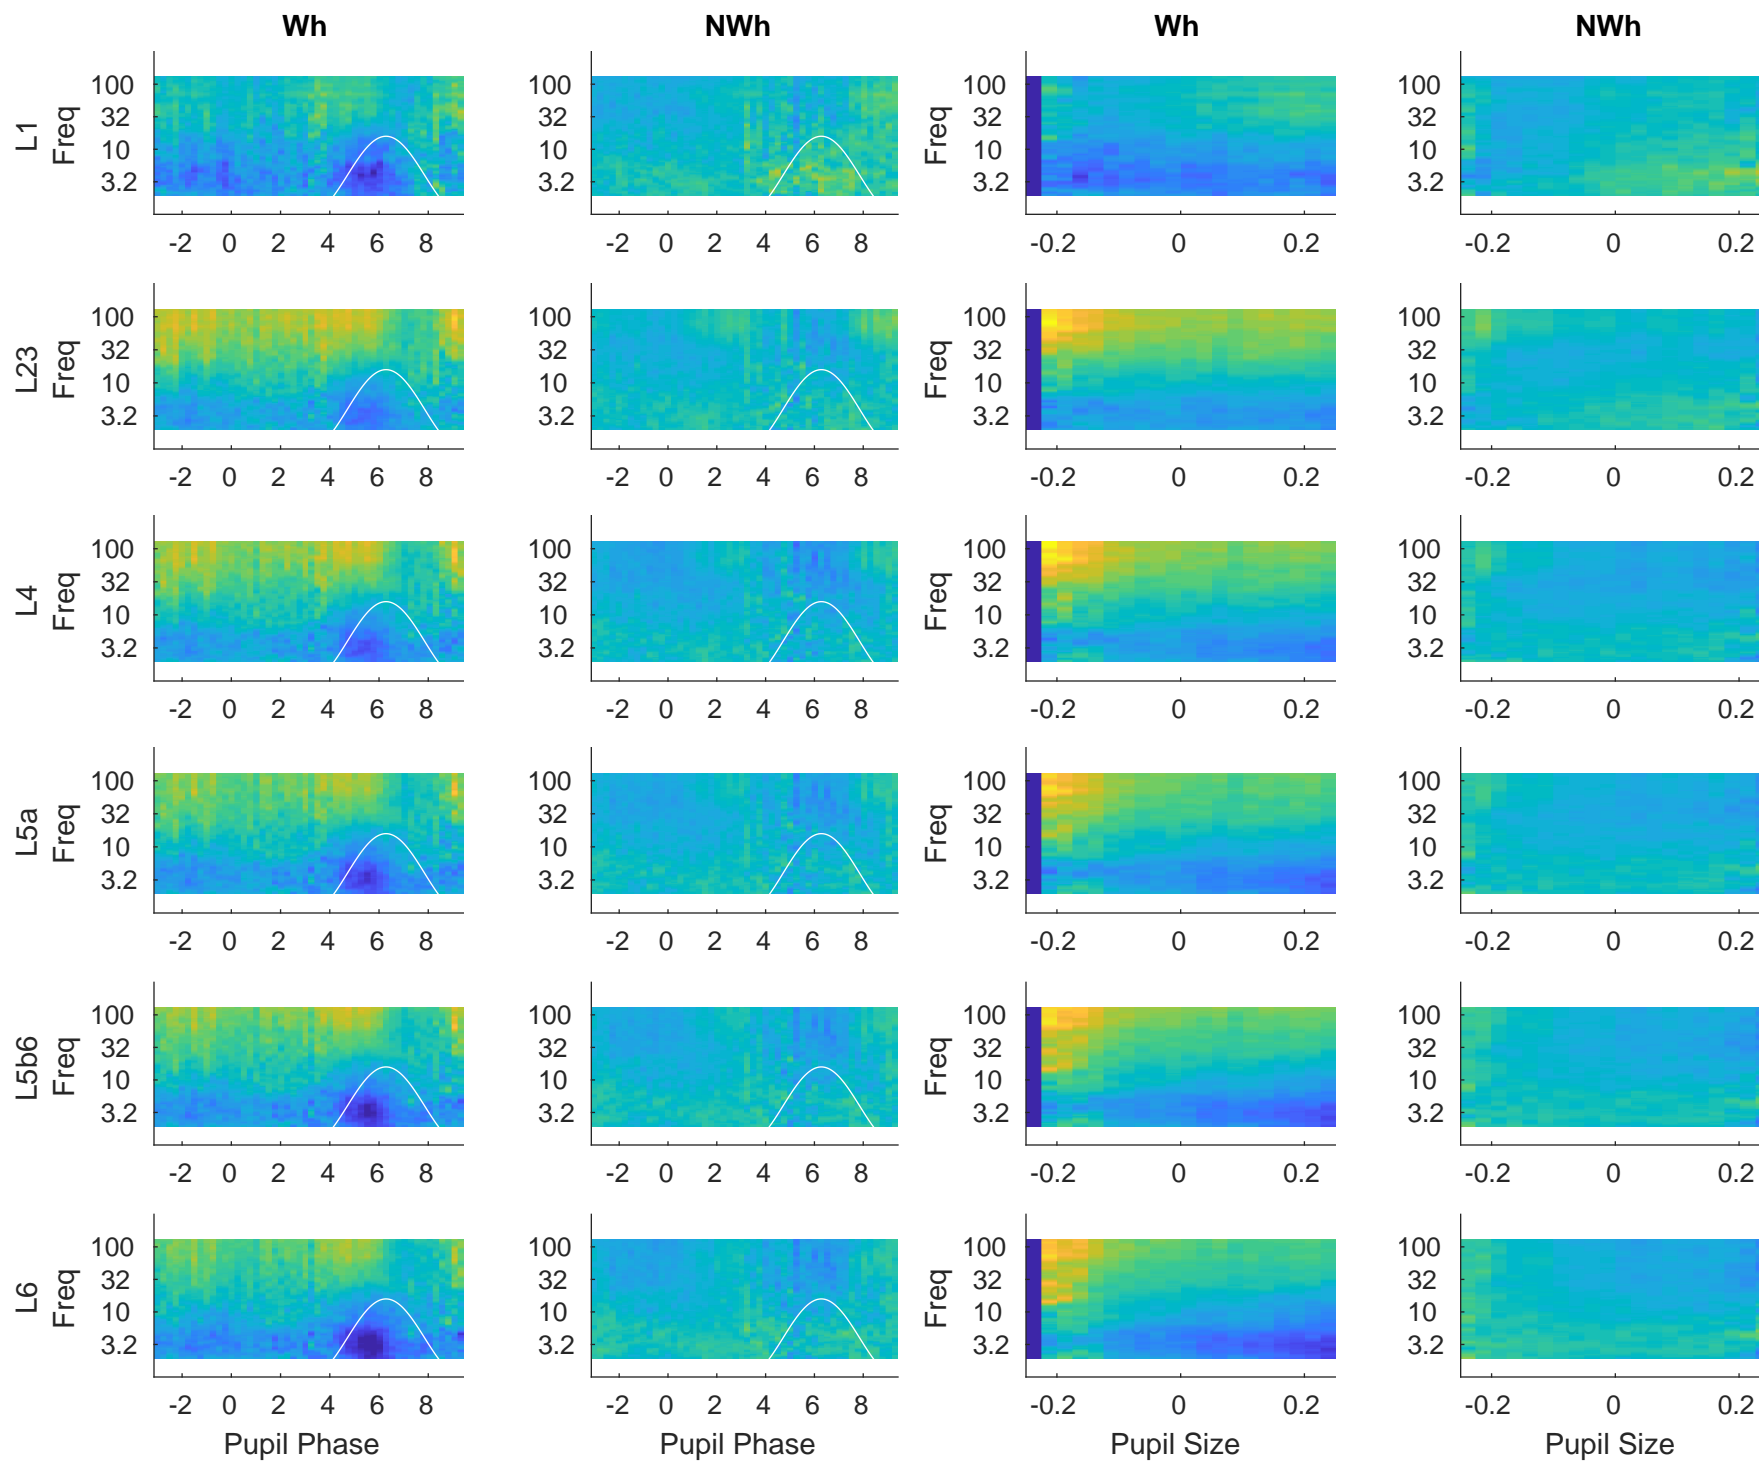 Wh NWh Wh NWh
L1
Freq 100 32 10 3.2 100 32 10 3.2 Freq 100 32 10 3.2 100 32 10 3.2
-2 0 2 4 6 8 -2 0 2 4 6 8 -0.2 0 0.2 -0.2 0 0.2
L23
Freq 100 32 10 3.2 100 32 10 3.2 Freq 100 32 10 3.2 100 32 10 3.2
-2 0 2 4 6 8 -2 0 2 4 6 8 -0.2 0 0.2 -0.2 0 0.2
L4
Freq 100 32 10 3.2 100 32 10 3.2 Freq 100 32 10 3.2 100 32 10 3.2
-2 0 2 4 6 8 -2 0 2 4 6 8 -0.2 0 0.2 -0.2 0 0.2
L5a
Freq 100 32 10 3.2 100 32 10 3.2 Freq 100 32 10 3.2 100 32 10 3.2
-2 0 2 4 6 8 -2 0 2 4 6 8 -0.2 0 0.2 -0.2 0 0.2
L5b6
Freq 100 32 10 3.2 100 32 10 3.2 Freq 100 32 10 3.2 100 32 10 3.2
-2 0 2 4 6 8 -2 0 2 4 6 8 -0.2 0 0.2 -0.2 0 0.2
L6
Freq 100 32 10 3.2 100 32 10 3.2 Freq 100 32 10 3.2 100 32 10 3.2
-2 0 2 4 6 8 -2 0 2 4 6 8 -0.2 0 0.2 -0.2 0 0.2
Pupil Phase Pupil Phase Pupil Size Pupil Size